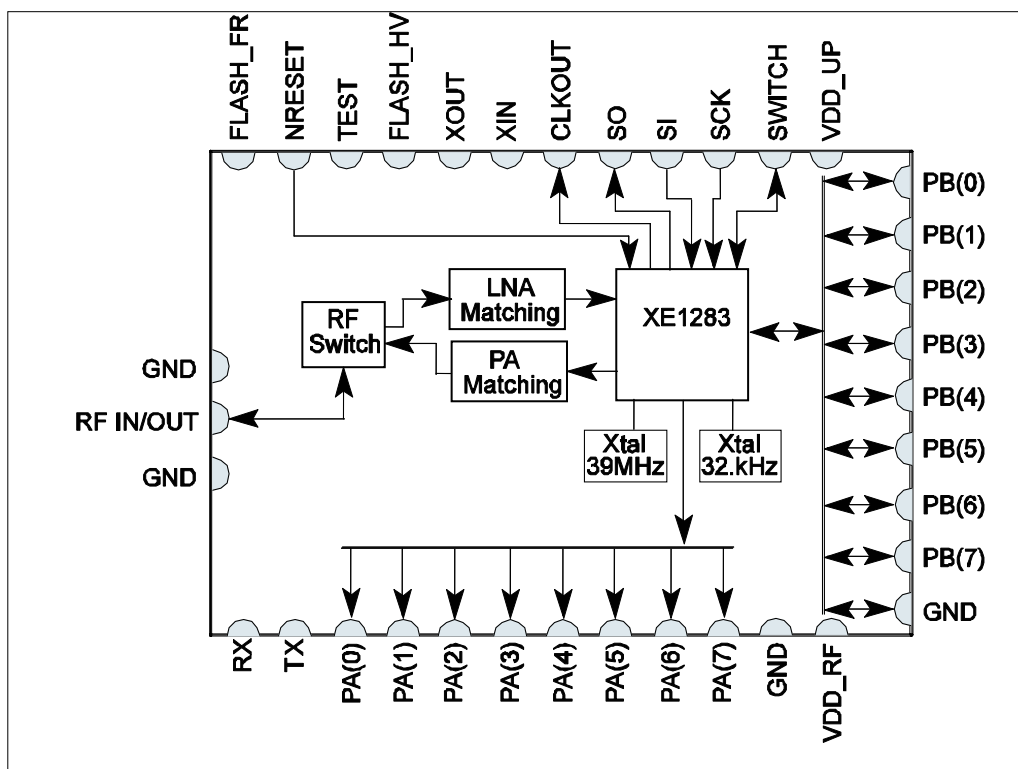 FLASH_FR
NRESET
TEST
FLASH_HV
XOUT
XIN
CLKOUT
SO
SI
SCK
SWITCH
VDD_UP
PB(0)
PB(1)
PB(2)
PB(3)
PB(4)
PB(5)
PB(6)
PB(7)
GND
LNA
Matching
RF
Switch
PA
Matching
XE1283
Xtal
39MHz
Xtal
32.kHz
GND
RF IN/OUT
GND
RX
TX
PA(0)
PA(1)
PA(2)
PA(3)
PA(4)
PA(5)
PA(6)
PA(7)
GND
VDD_RF